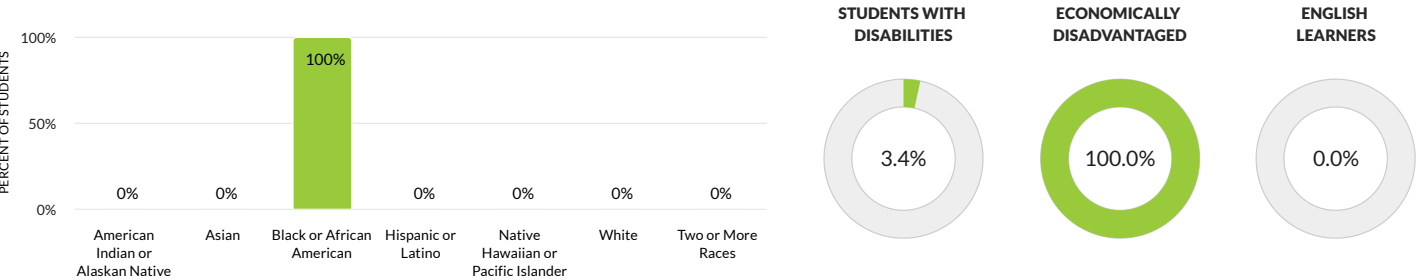 PERCENT OF STUDENTS
100%
50%
0%
0%
0%
100%
0%
0%
0%
0%
American
Indian or
Alaskan Native
Asian
Black or African
American
Hispanic or
Latino
Native
Hawaiian or
Pacific Islander
White
Two or More
Races
STUDENTS WITH
DISABILITIES
3.4%
ECONOMICALLY
DISADVANTAGED
100.0%
ENGLISH
LEARNERS
0.0%